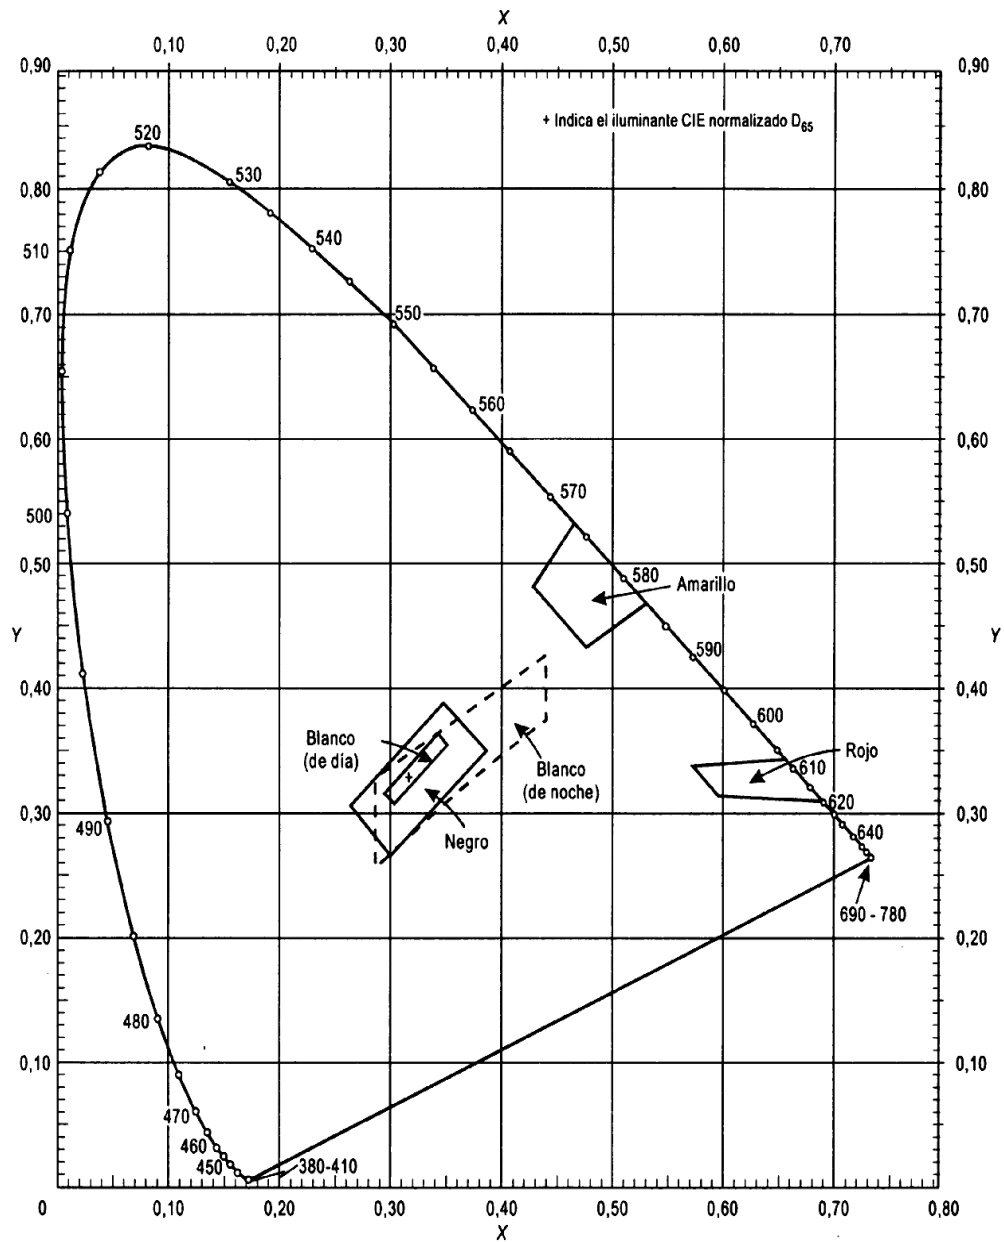 X
0,10 0,20 0,30 0,40 0,50 0,60 0,70
0,90 0,90
+ Indica el iluminante CIE normalizado D65
520
530
0,80 0,80
540
510
0,70 550 0,70
560
0,60 0,60
570
500
0,50 580 0,50
Amarillo
Y Y
590
0,40 0,40
600
Blanco
(de día)
Rojo
610
Blanco
(de noche)
0,30 620 0,30
490
Negro
640
690 - 780
0,20 0,20
480
0,10 0,10
470
460
450 380-410
0 0,10 0,20 0,30 0,40 0,50 0,60 0,70 0,80
X